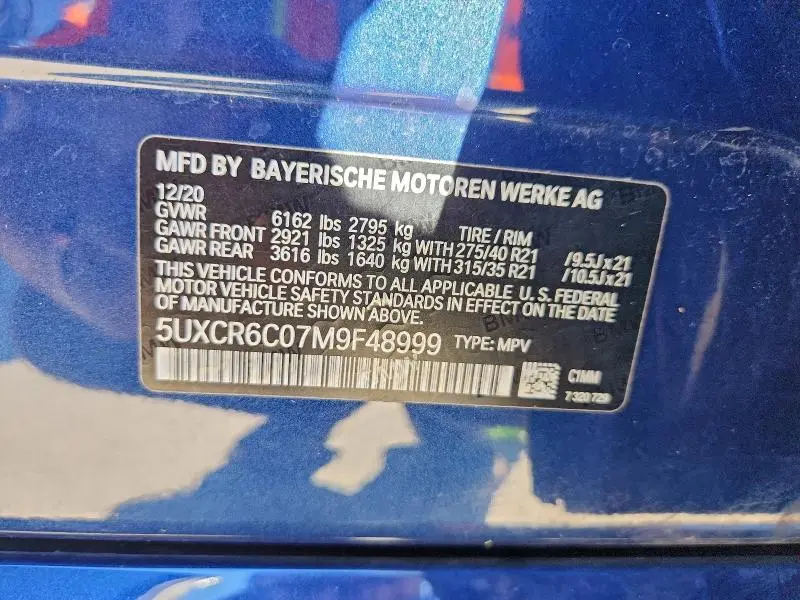 MFD BY BAYERISCHE MOTOREN WERKE AG
12/20
GVWR 6162 lbs 2795 kg TIRE / RIM
GAWR FRONT 2921 lbs 1325 kg WITH 275/40 R21 /9.5Jx21
GAWR REAR 3616 lbs 1640 kg WITH 315/35 R21 /10.5Jx21
THIS VEHICLE CONFORMS TO ALL APPLICABLE U.S. FEDERAL
MOTOR VEHICLE SAFETY STANDARDS IN EFFECT ON THE DATE
OF MANUFACTURE SHOWN ABOVE.
5UXCR6C07M9F48999 TYPE: MPV
C1MM
7 320 729